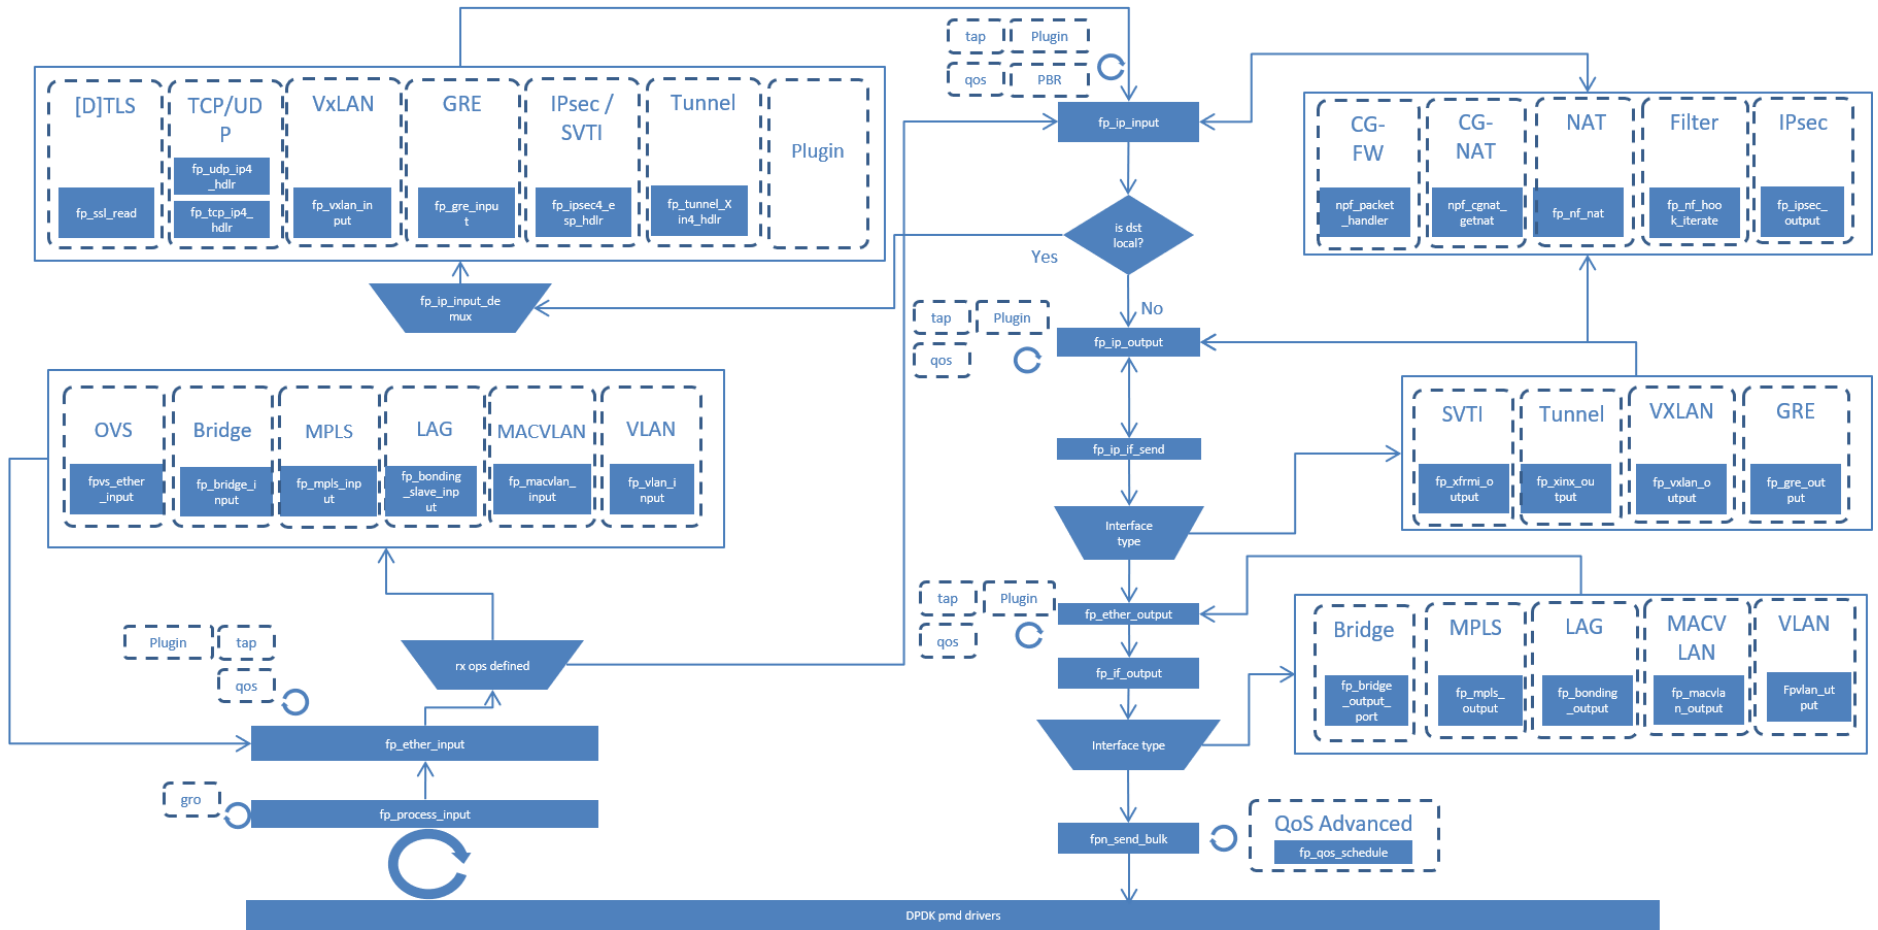 tap
Plugin
qos
PBR
fp_ip_input
[D]TLS
fp_ssl_read
TCP/UD
P
fp_udp_ip4
_hdlr
fp_tcp_ip4_
hdlr
VxLAN
fp_vxlan_in
put
GRE
fp_gre_inpu
t
IPsec /
SVTI
fp_ipsec4_e
sp_hdlr
Tunnel
fp_tunnel_X
in4_hdlr
Plugin
CG-
FW
npf_packet
_handler
CG-
NAT
npf_cgnat_
getnat
NAT
fp_nf_nat
Filter
fp_nf_hoo
k_iterate
IPsec
fp_ipsec_
output
is dst
local?
Yes
No
fp_ip_input_de
mux
tap
Plugin
qos
fp_ip_output
fp_ip_if_send
Interface
type
SVTI
fp_xfrmi_o
utput
Tunnel
fp_xinx_ou
tput
VXLAN
fp_vxlan_o
utput
GRE
fp_gre_out
put
OVS
fpvs_ether
_input
Bridge
fp_bridge_i
nput
MPLS
fp_mpls_inp
ut
LAG
fp_bonding
_slave_inp
ut
MACVLAN
fp_macvlan_
input
VLAN
fp_vlan_i
nput
tap
Plugin
qos
fp_ether_output
fp_if_output
Interface type
Bridge
fp_bridge
_output_
port
MPLS
fp_mpls_
output
LAG
fp_bonding
_output
MACV
LAN
fp_macvla
n_output
VLAN
Fpvlan_ut
put
Plugin
tap
qos
rx ops defined
fp_ether_input
gro
fp_process_input
fpn_send_bulk
QoS Advanced
fp_qos_schedule
DPDK pmd drivers